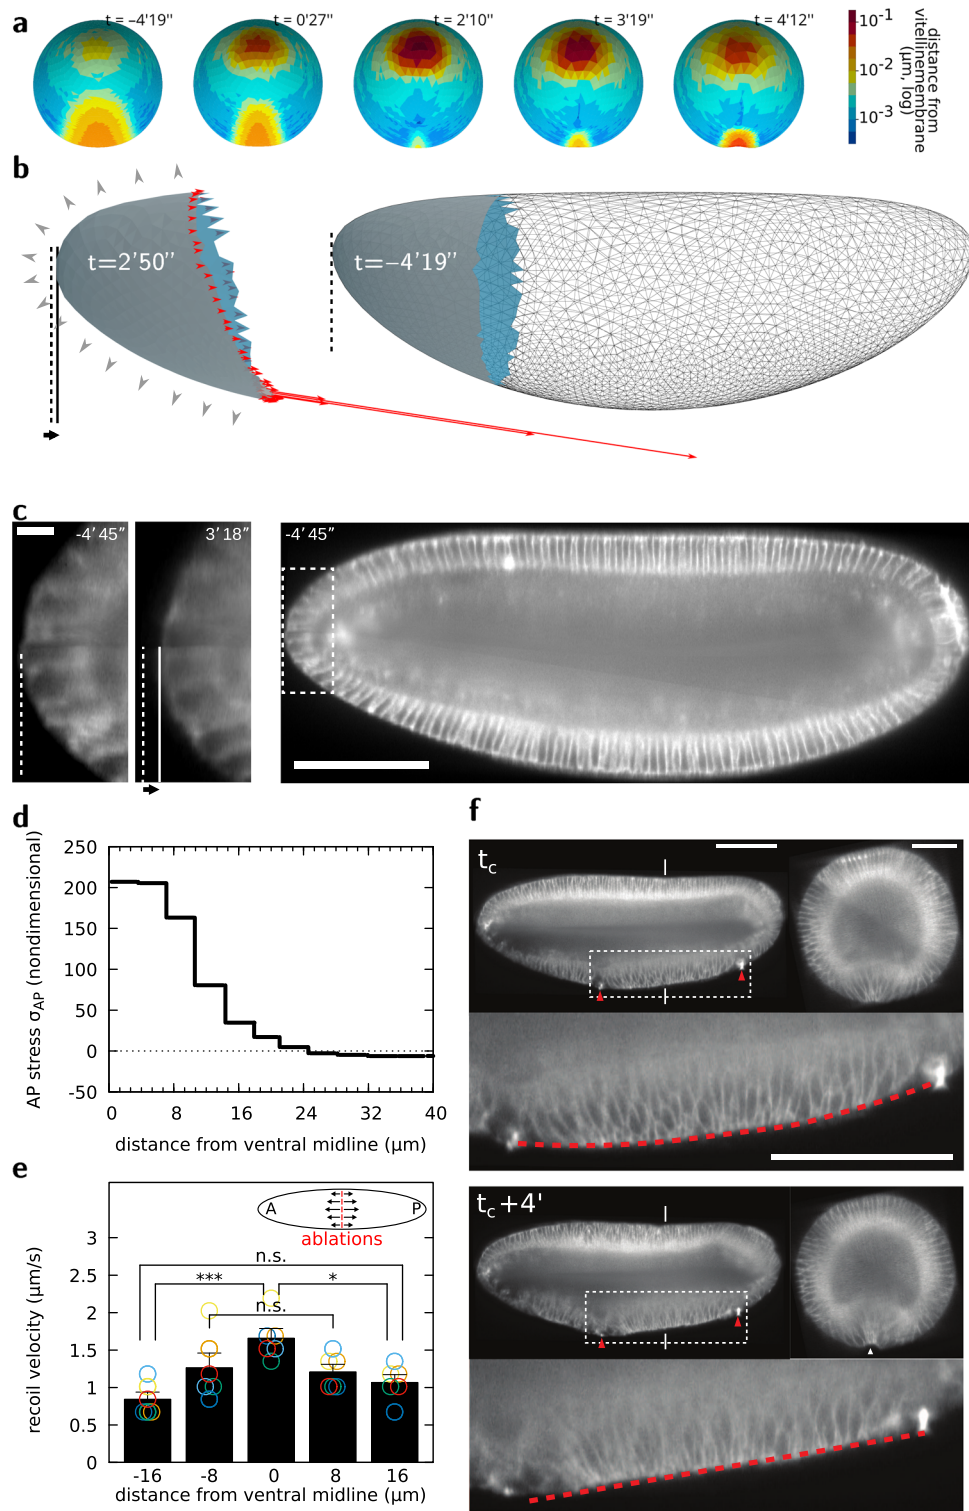 a
t = −4'19"
t = 0'27"
t = 2'10"
t = 3'19"
t = 4'12"
10-1
10-2
10-3
distance from
vitellinemembrane
(μm, log)
b
t=2'50"
t=−4'19"
c
-4'45"
3'18"
-4'45"
d
250
200
150
100
50
0
-50
AP stress σAP (nondimensional)
0 8 16 24 32 40
distance from ventral midline (μm)
e
A
P
ablations
n.s.
***
*
n.s.
3
2.5
2
1.5
1
0.5
0
recoil velocity (μm/s)
-16 -8 0 8 16
distance from ventral midline (μm)
f
tc
tc+4'